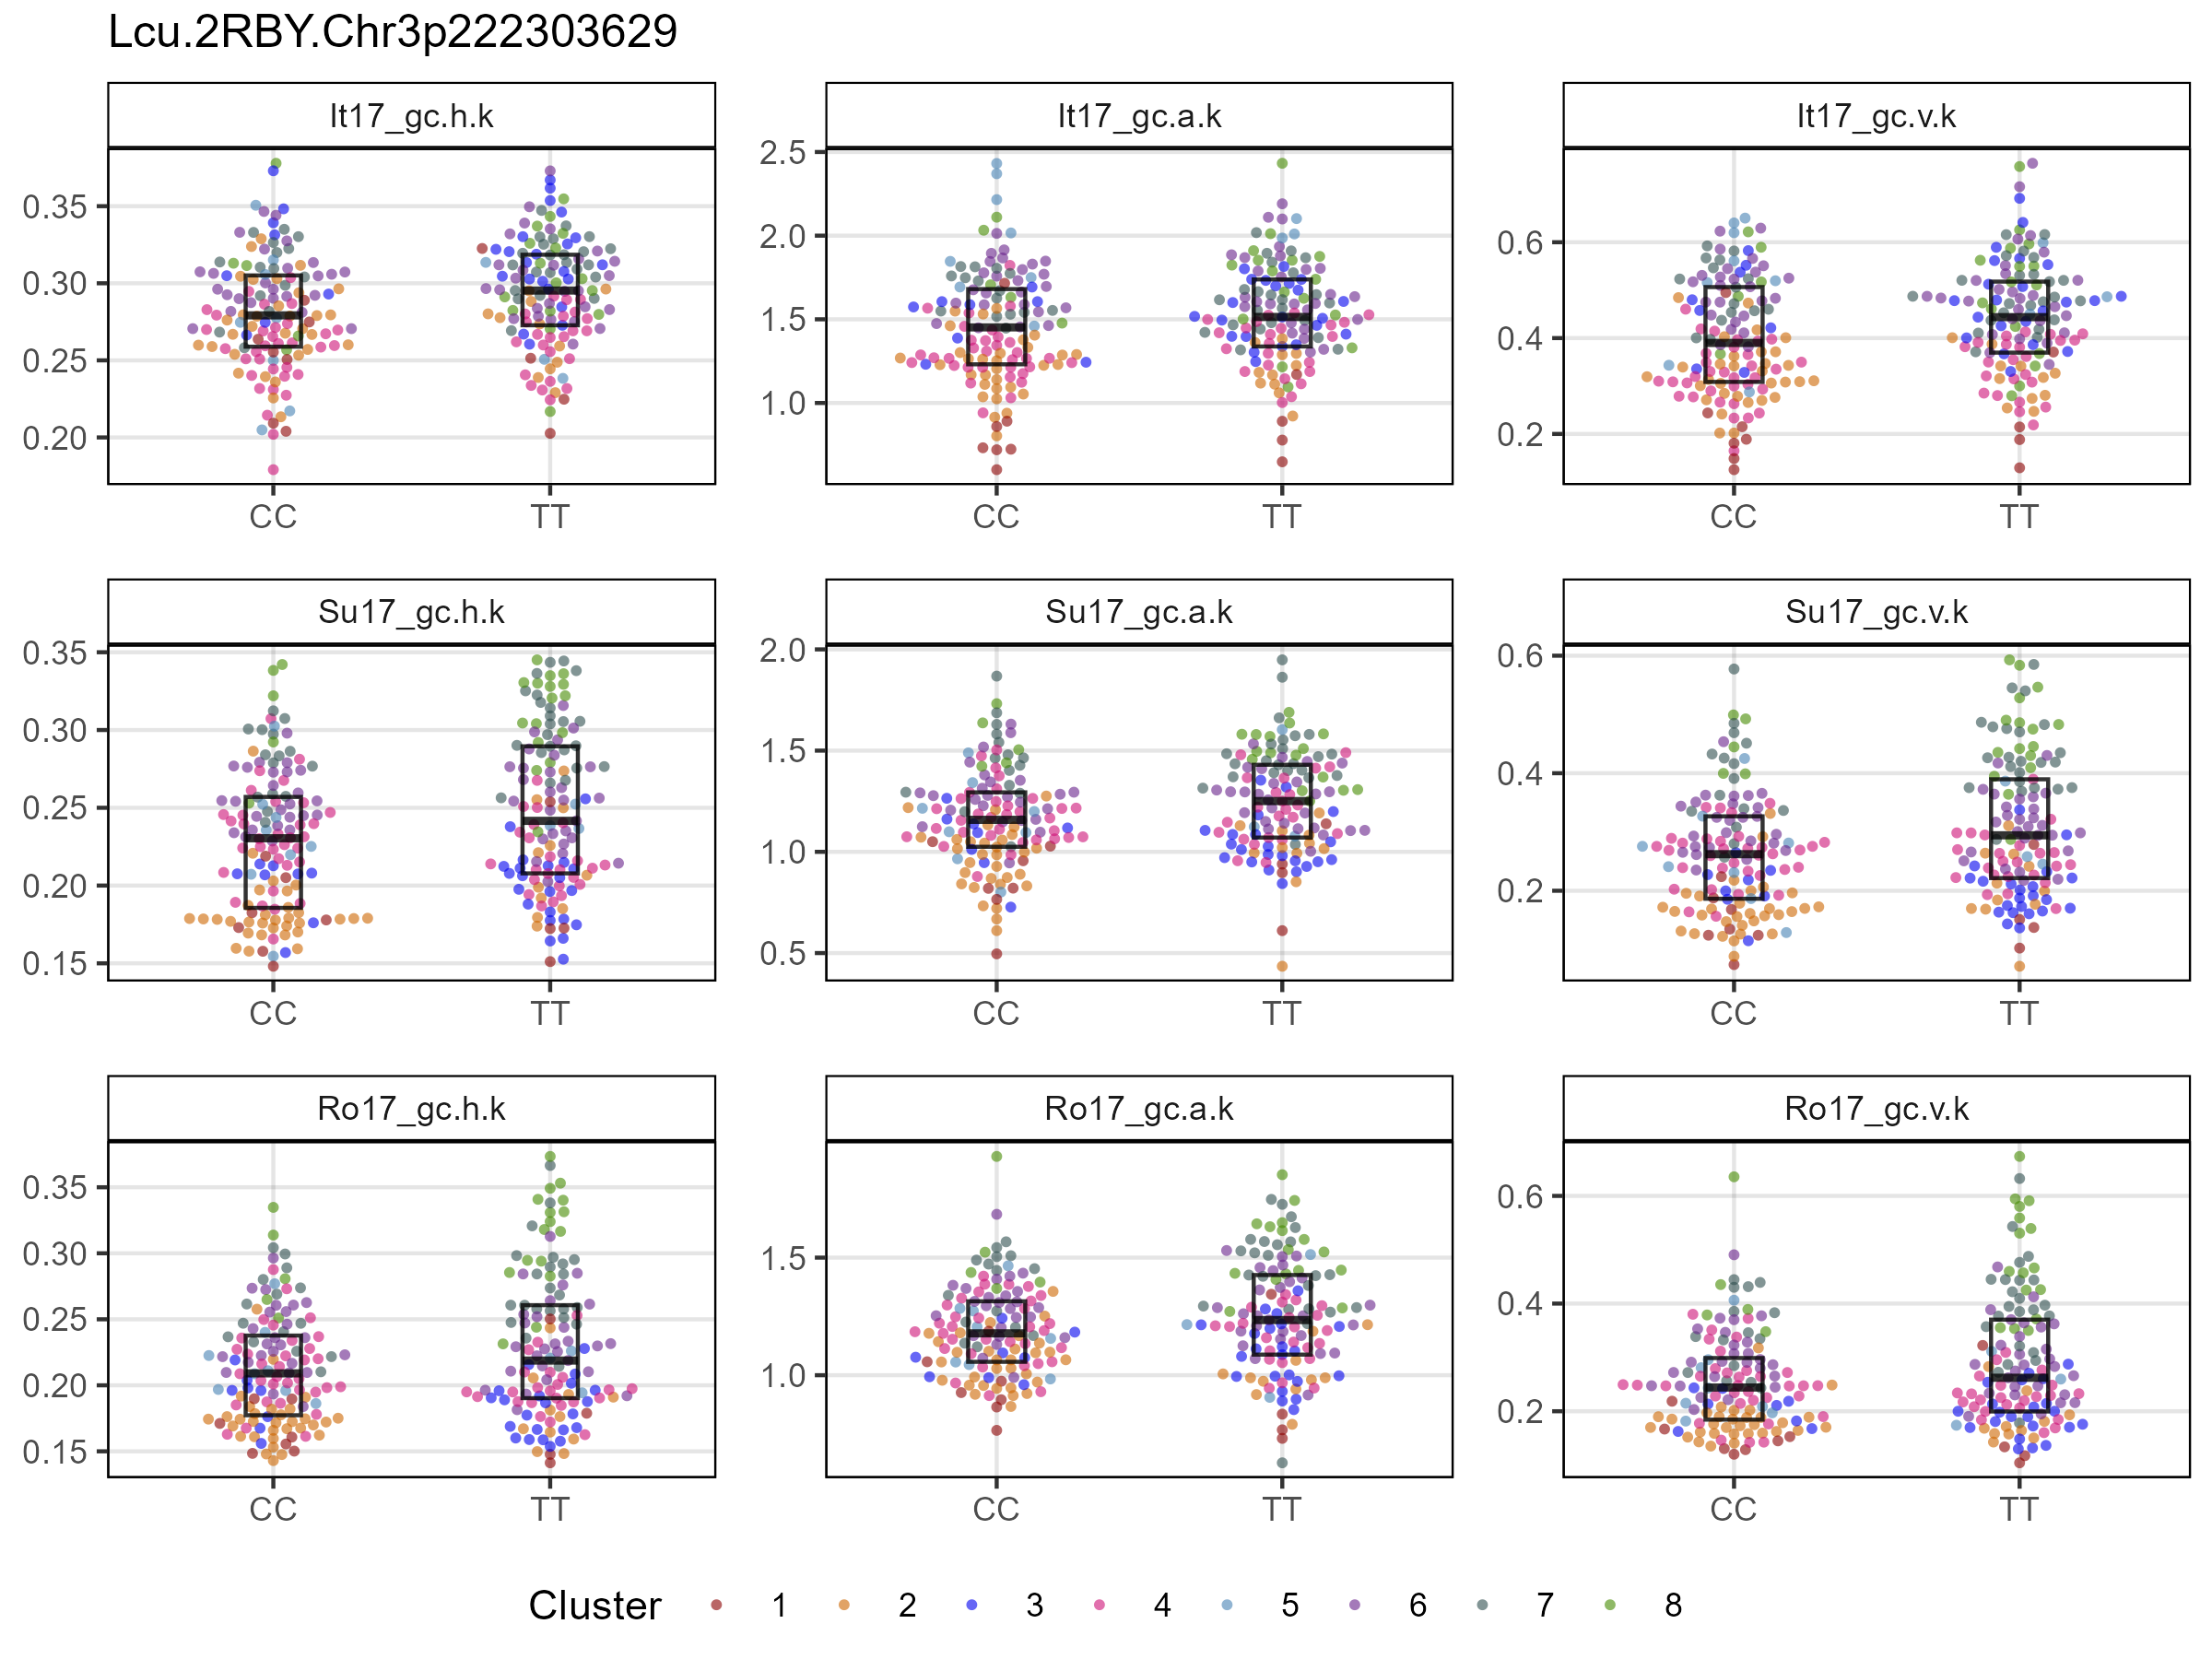 Lcu.2RBY.Chr3p222303629
It17_gc.h.k
It17_gc.a.k
It17_gc.v.k
0.35
0.30
0.25
0.20
2.5
2.0
1.5
1.0
0.6
0.4
0.2
CC TT
CC TT
CC TT
Su17_gc.h.k
Su17_gc.a.k
Su17_gc.v.k
0.35
0.30
0.25
0.20
0.15
2.0
1.5
1.0
0.5
0.6
0.4
0.2
CC TT
CC TT
CC TT
Ro17_gc.h.k
Ro17_gc.a.k
Ro17_gc.v.k
0.35
0.30
0.25
0.20
0.15
1.5
1.0
0.6
0.4
0.2
CC TT
CC TT
CC TT
Cluster 1 2 3 4 5 6 7 8